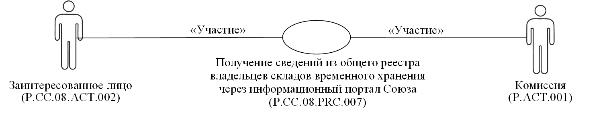 «Участие»
«Участие»
Заинтересованное лицо
(P.CC.08.ACT.002)
Получение сведений из общего реестра
владельцев складов временного хранения
через информационный портал Союза
(P.CC.08.PRC.007)
Комиссия
(P.ACT.001)